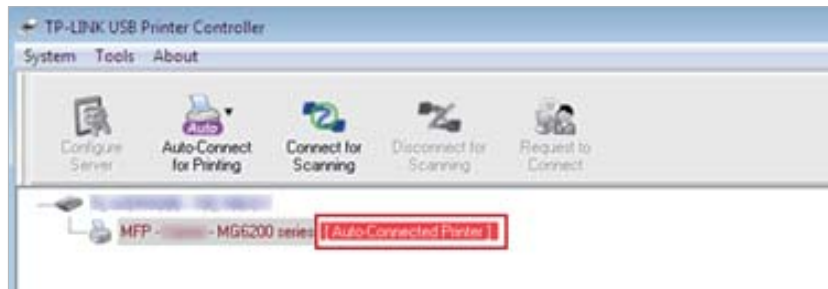 TP-LINK USB Printer Controller
System Tools About
Auto
Configure Server
Auto-Connect for Printing
Connect for Scanning
Disconnect for Scanning
Request to Connect
MFP - - MG6200 series [ Auto-Connected Printer ]